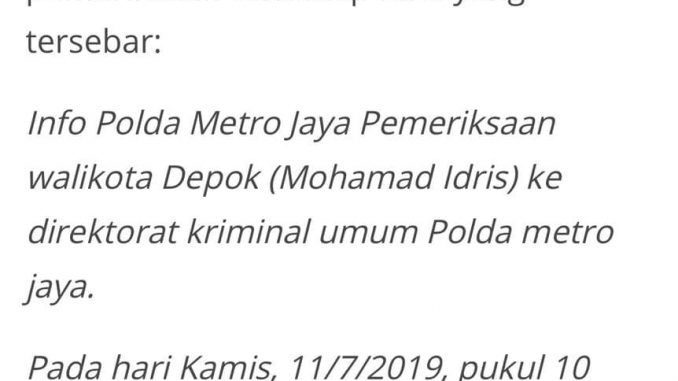 tersebar:
Info Polda Metro Jaya Pemeriksaan
walikota Depok (Mohamad Idris) ke
direktorat kriminal umum Polda metro
jaya.
Pada hari Kamis, 11/7/2019, pukul 10